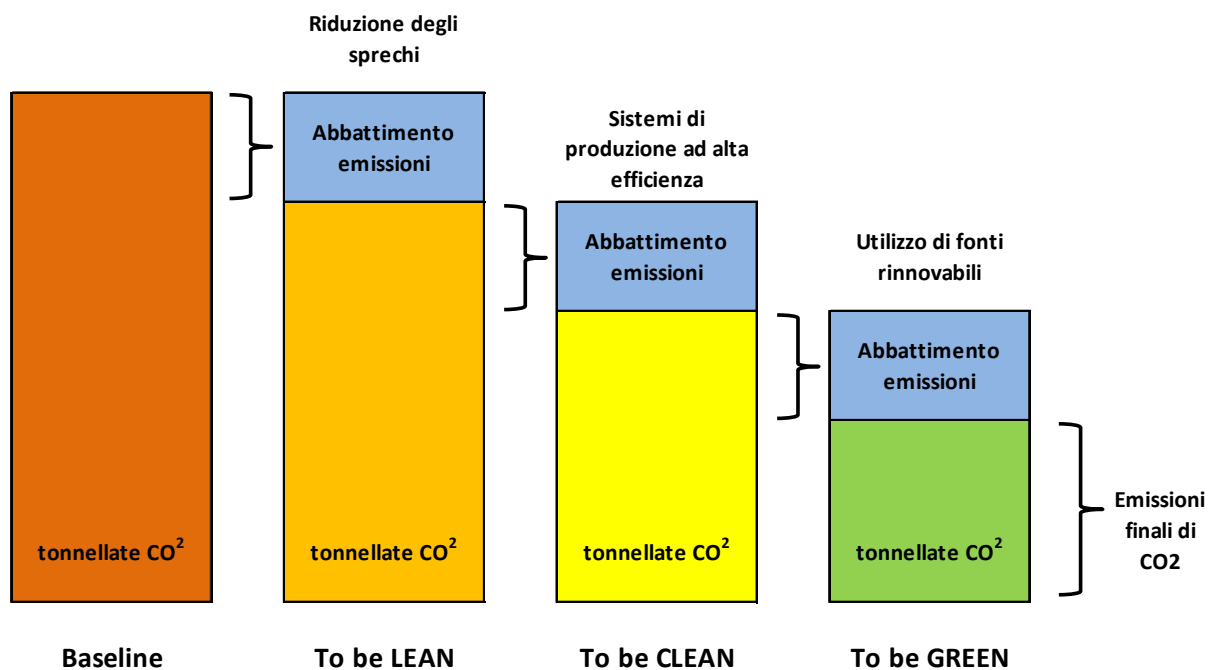 Riduzione degli
sprechi
Abbattimento
emissioni
Sistemi di
produzione ad alta
efficienza
Abbattimento
emissioni
Utilizzo di fonti
rinnovabili
Abbattimento
emissioni
tonnellate CO²
tonnellate CO²
tonnellate CO²
tonnellate CO²
Emissioni
finali di
CO2
Baseline
To be LEAN
To be CLEAN
To be GREEN